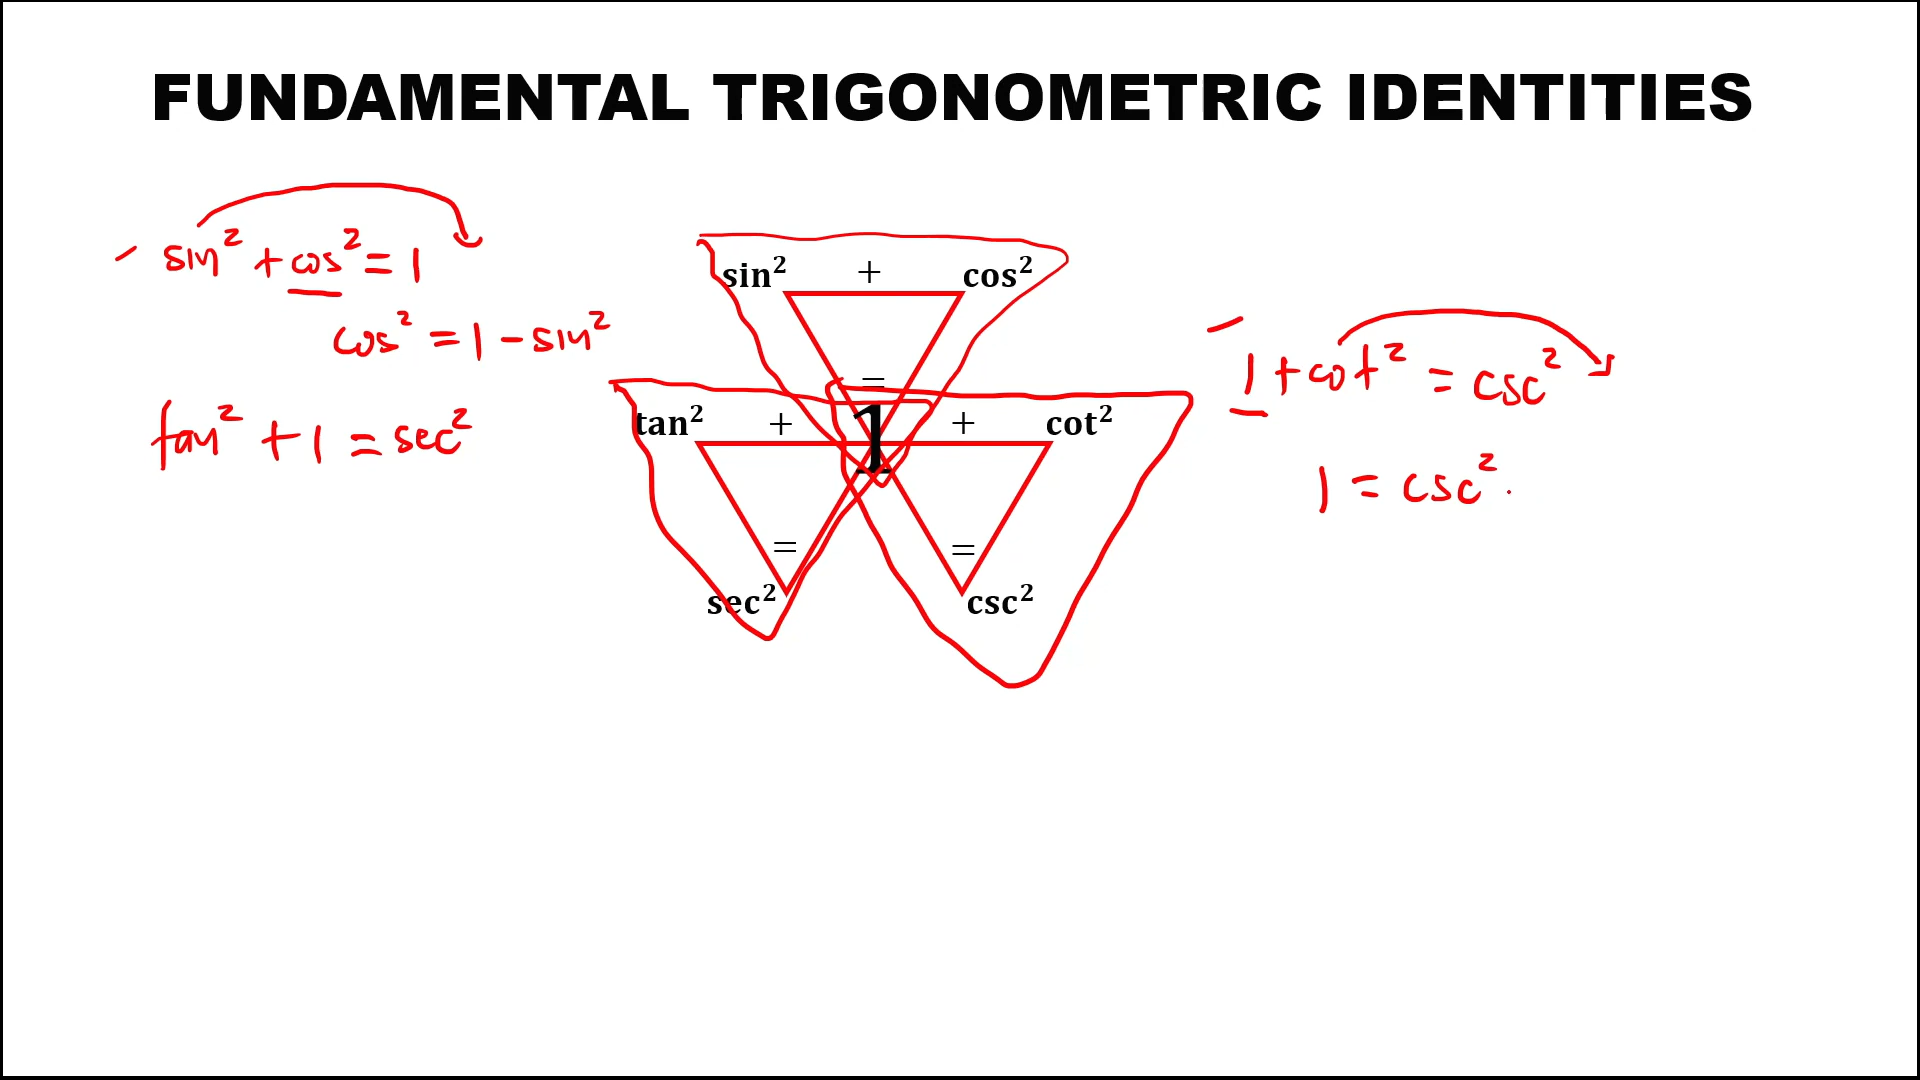 FUNDAMENTAL TRIGONOMETRIC IDENTITIES
sin² + cos² = 1
cos² = 1 - sin²
tan² + 1 = sec²
sin² + cos²
=
tan² + 1 + cot²
= =
sec² csc²
1 + cot² = csc²
1 = csc²